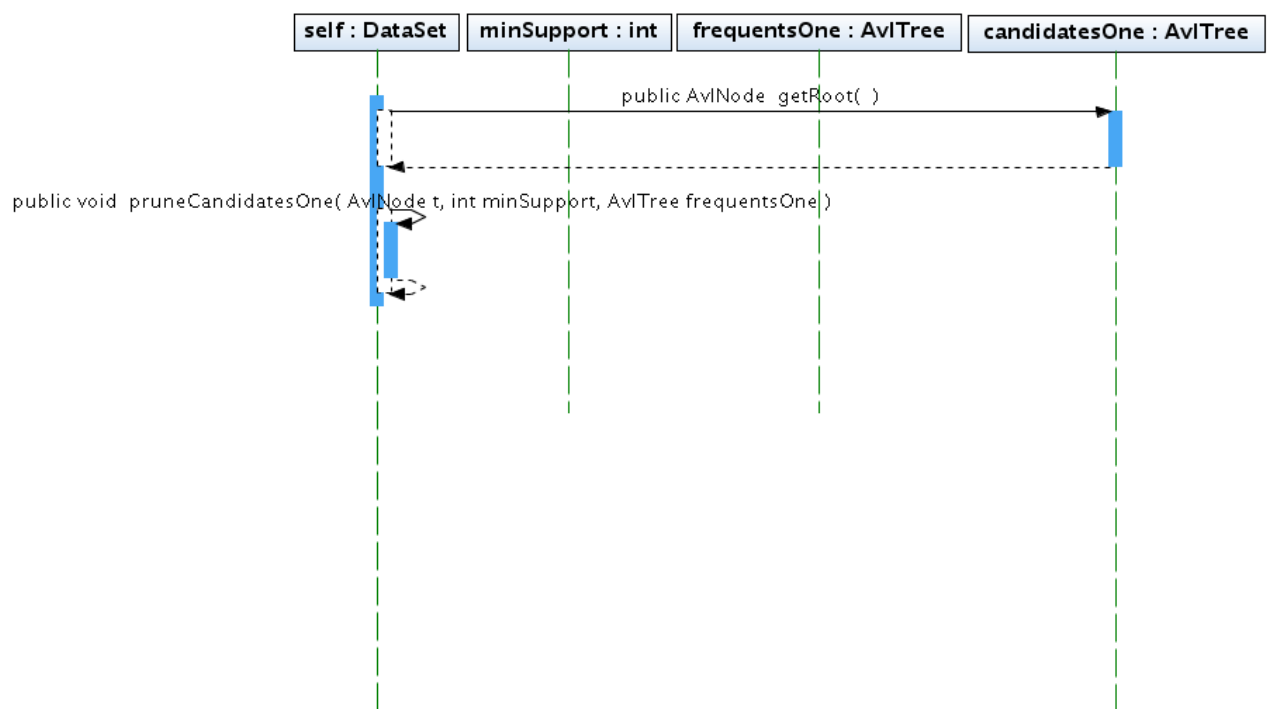 self : DataSet
minSupport : int
frequentsOne : AvlTree
candidatesOne : AvlTree
public AvlNode getRoot( )
public void pruneCandidatesOne( AvlNode t, int minSupport, AvlTree frequentsOne )